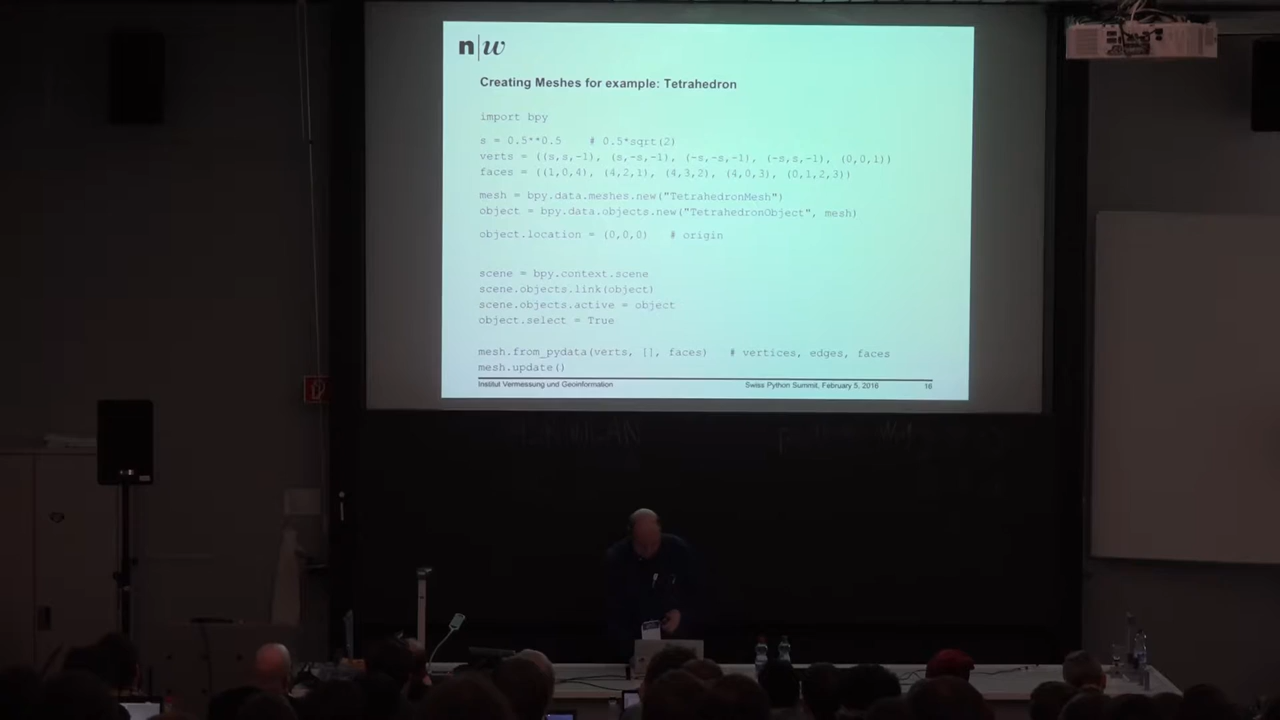 n|w
Creating Meshes for example: Tetrahedron
import bpy
s = 0.5**0.5    # 0.5*sqrt(2)
verts = ((s,s,-1), (s,-s,-1), (-s,-s,-1), (-s,s,-1), (0,0,1))
faces = ((1,0,4), (4,2,1), (4,3,2), (4,0,3), (0,1,2,3))
mesh = bpy.data.meshes.new("TetrahedronMesh")
object = bpy.data.objects.new("TetrahedronObject", mesh)
object.location = (0,0,0)   # origin
scene = bpy.context.scene
scene.objects.link(object)
scene.objects.active = object
object.select = True
mesh.from_pydata(verts, [], faces)   # vertices, edges, faces
mesh.update()
Institut Vermessung und Geoinformation    Swiss Python Summit, February 5, 2016    16